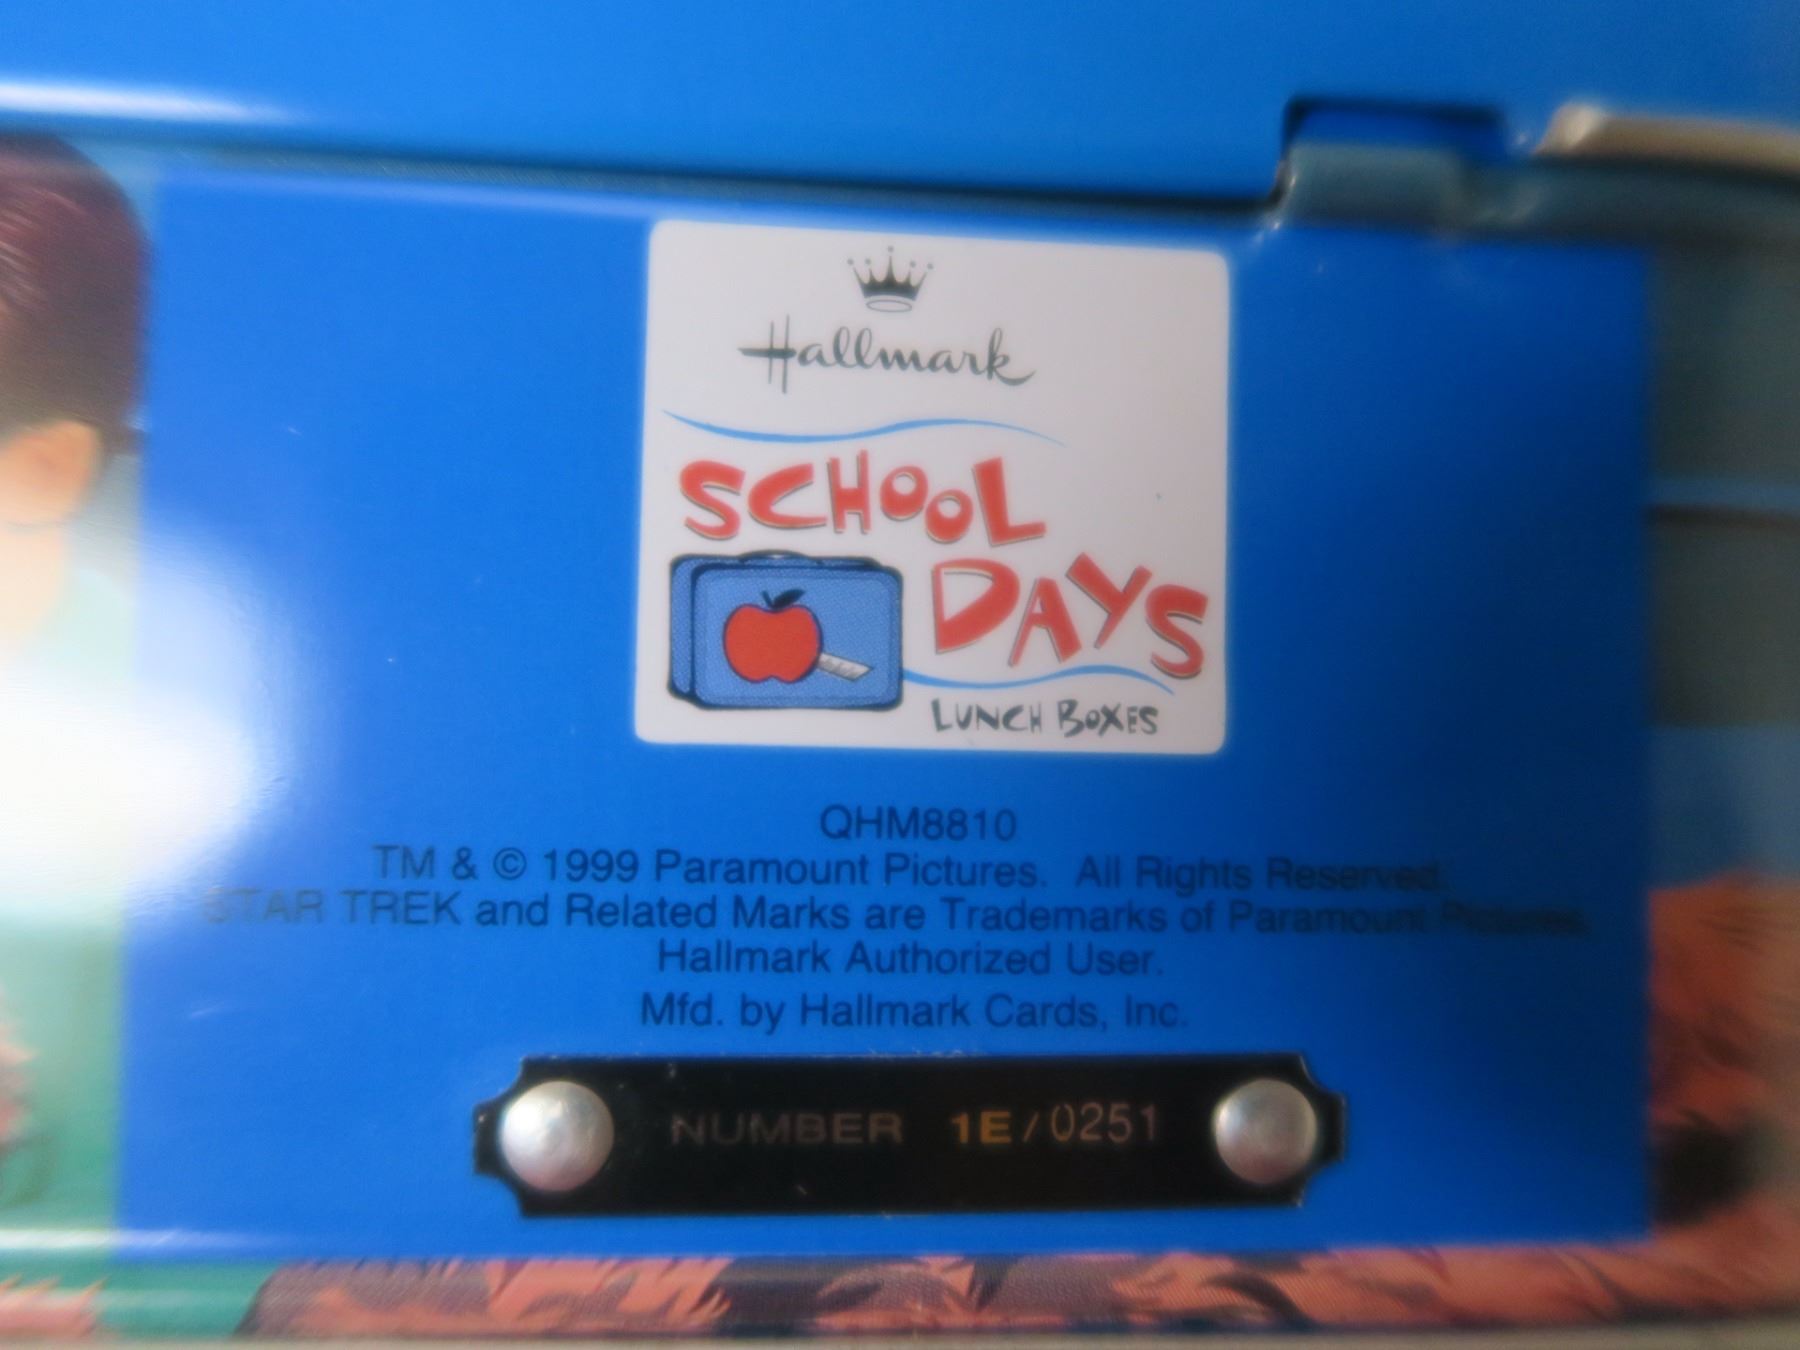 Hallmark
SCHOOL
DAYS
LUNCH BOXES
QHM8810
TM & © 1999 Paramount Pictures. All Rights Reserved.
STAR TREK and Related Marks are Trademarks of Paramount Pictures.
Hallmark Authorized User.
Mfd. by Hallmark Cards, Inc.
NUMBER 1E/0251